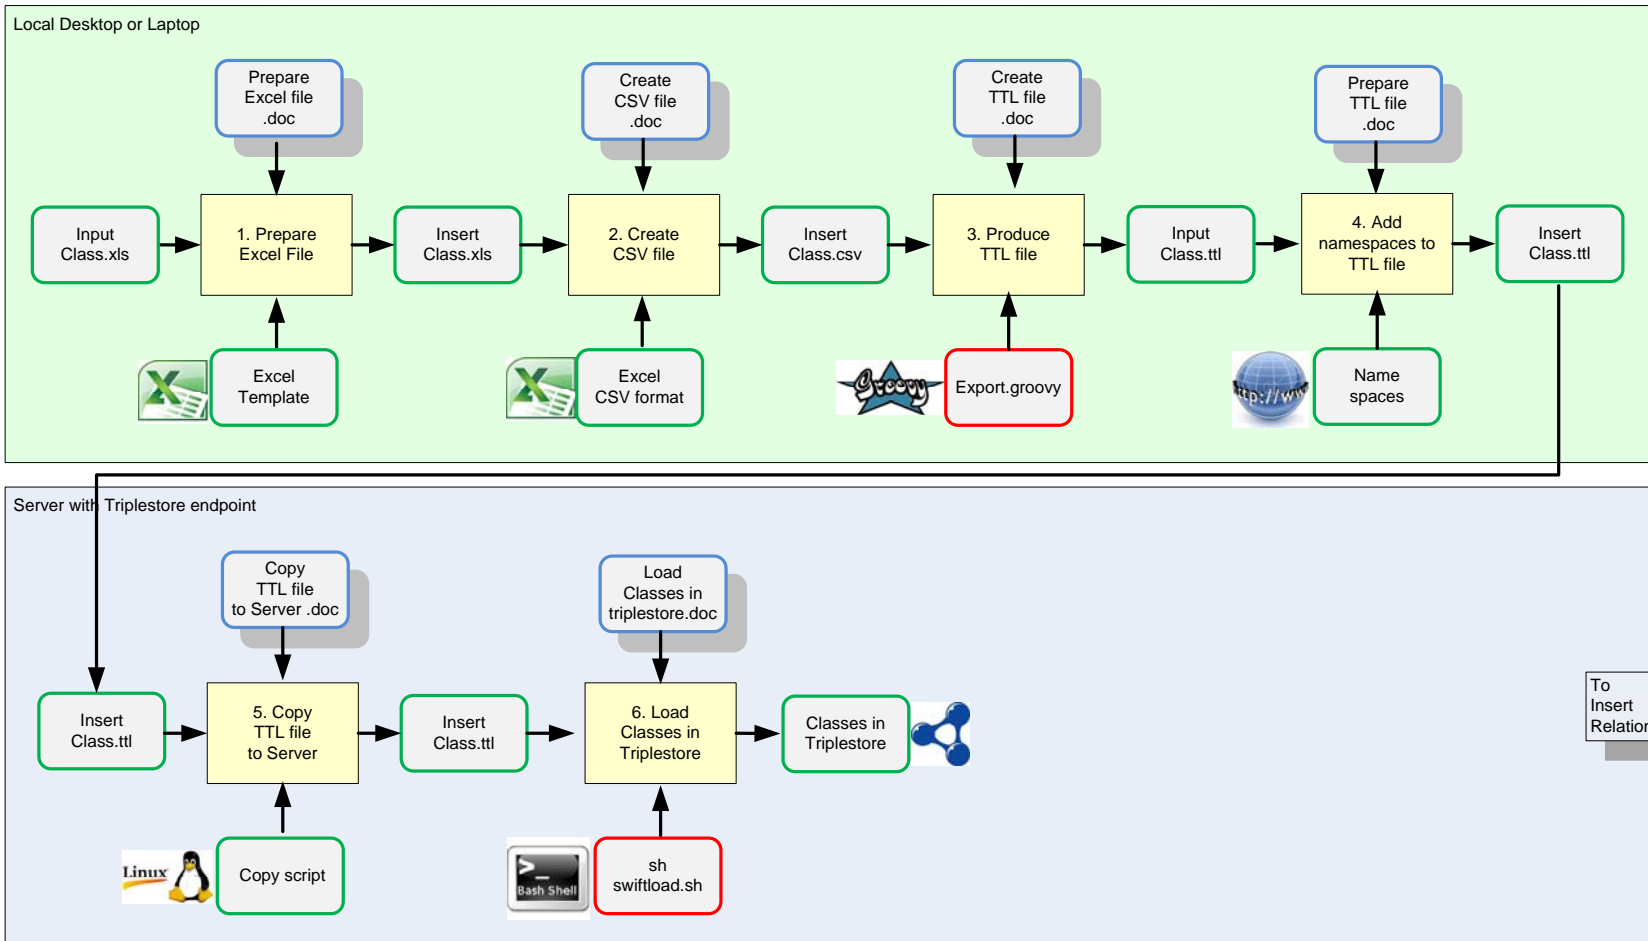 Local Desktop or Laptop
Prepare
Excel file
.doc
Create
CSV file
.doc
Create
TTL file
.doc
Prepare
TTL file
.doc
Input
Class.xls
1. Prepare
Excel File
Insert
Class.xls
2. Create
CSV file
Insert
Class.csv
3. Produce
TTL file
Input
Class.ttl
4. Add
namespaces to
TTL file
Insert
Class.ttl
Excel
Template
Excel
CSV format
Groovy
Export.groovy
http://ww
Name
spaces
Server with Triplestore endpoint
Copy
TTL file
to Server .doc
Load
Classes in
triplestore.doc
Insert
Class.ttl
5. Copy
TTL file
to Server
Insert
Class.ttl
6. Load
Classes in
Triplestore
Classes in
Triplestore
To
Insert
Relation
Linux
Copy script
>_
Bash Shell
sh
swiftload.sh